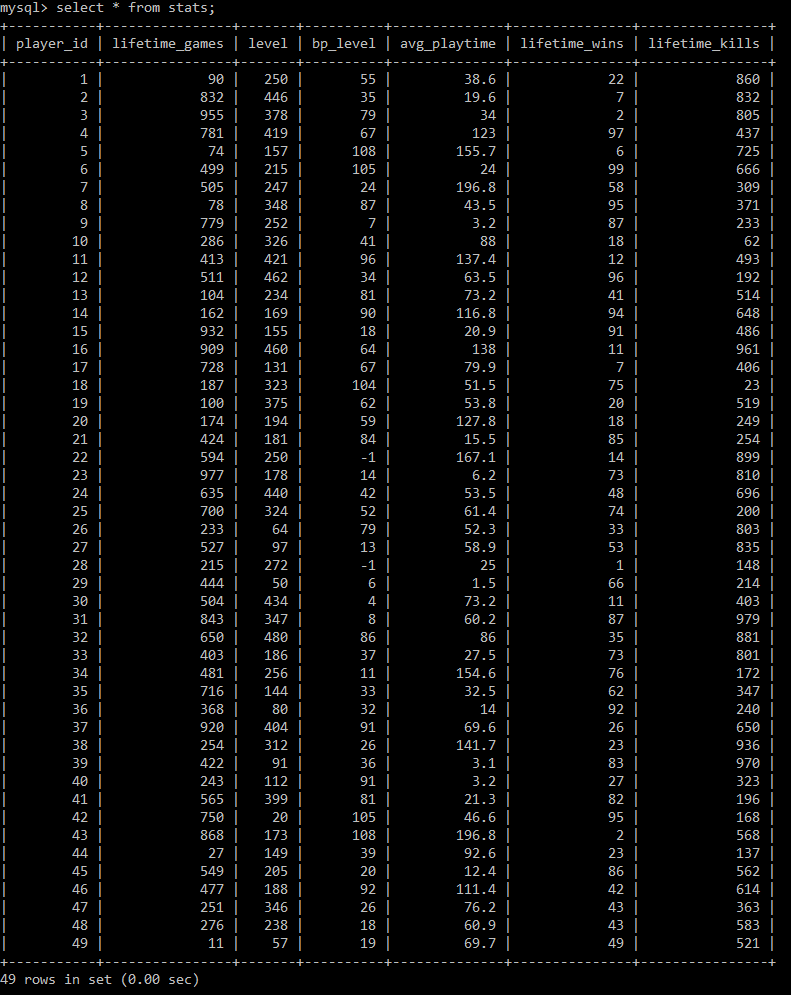 mysql> select * from stats;
+-----------+----------------+-------+----------+--------------+---------------+----------------+
| player_id | lifetime_games | level | bp_level | avg_playtime | lifetime_wins | lifetime_kills |
+-----------+----------------+-------+----------+--------------+---------------+----------------+
|         1 |             90 |   250 |       55 |         38.6 |            22 |            860 |
|         2 |            832 |   446 |       35 |         19.6 |             7 |            832 |
|         3 |            955 |   378 |       79 |           34 |             2 |            805 |
|         4 |            781 |   419 |       67 |          123 |            97 |            437 |
|         5 |             74 |   157 |      108 |        155.7 |             6 |            725 |
|         6 |            499 |   215 |      105 |           24 |            99 |            666 |
|         7 |            505 |   247 |       24 |        196.8 |            58 |            309 |
|         8 |             78 |   348 |       87 |         43.5 |            95 |            371 |
|         9 |            779 |   252 |        7 |          3.2 |            87 |            233 |
|        10 |            286 |   326 |       41 |           88 |            18 |             62 |
|        11 |            413 |   421 |       96 |        137.4 |            12 |            493 |
|        12 |            511 |   462 |       34 |         63.5 |            96 |            192 |
|        13 |            104 |   234 |       81 |         73.2 |            41 |            514 |
|        14 |            162 |   169 |       90 |        116.8 |            94 |            648 |
|        15 |            932 |   155 |       18 |         20.9 |            91 |            486 |
|        16 |            909 |   460 |       64 |          138 |            11 |            961 |
|        17 |            728 |   131 |       67 |         79.9 |             7 |            406 |
|        18 |            187 |   323 |      104 |         51.5 |            75 |             23 |
|        19 |            100 |   375 |       62 |         53.8 |            20 |            519 |
|        20 |            174 |   194 |       59 |        127.8 |            18 |            249 |
|        21 |            424 |   181 |       84 |         15.5 |            85 |            254 |
|        22 |            594 |   250 |       -1 |        167.1 |            14 |            899 |
|        23 |            977 |   178 |       14 |          6.2 |            73 |            810 |
|        24 |            635 |   440 |       42 |         53.5 |            48 |            696 |
|        25 |            700 |   324 |       52 |         61.4 |            74 |            200 |
|        26 |            233 |    64 |       79 |         52.3 |            33 |            803 |
|        27 |            527 |    97 |       13 |         58.9 |            53 |            835 |
|        28 |            215 |   272 |       -1 |           25 |             1 |            148 |
|        29 |            444 |    50 |        6 |          1.5 |            66 |            214 |
|        30 |            504 |   434 |        4 |         73.2 |            11 |            403 |
|        31 |            843 |   347 |        8 |         60.2 |            87 |            979 |
|        32 |            650 |   480 |       86 |           86 |            35 |            881 |
|        33 |            403 |   186 |       37 |         27.5 |            73 |            801 |
|        34 |            481 |   256 |       11 |        154.6 |            76 |            172 |
|        35 |            716 |   144 |       33 |         32.5 |            62 |            347 |
|        36 |            368 |    80 |       32 |           14 |            92 |            240 |
|        37 |            920 |   404 |       91 |         69.6 |            26 |            650 |
|        38 |            254 |   312 |       26 |        141.7 |            23 |            936 |
|        39 |            422 |    91 |       36 |          3.1 |            83 |            970 |
|        40 |            243 |   112 |       91 |          3.2 |            27 |            323 |
|        41 |            565 |   399 |       81 |         21.3 |            82 |            196 |
|        42 |            750 |    20 |      105 |         46.6 |            95 |            168 |
|        43 |            868 |   173 |      108 |        196.8 |             2 |            568 |
|        44 |             27 |   149 |       39 |         92.6 |            23 |            137 |
|        45 |            549 |   205 |       20 |         12.4 |            86 |            562 |
|        46 |            477 |   188 |       92 |        111.4 |            42 |            614 |
|        47 |            251 |   346 |       26 |         76.2 |            43 |            363 |
|        48 |            276 |   238 |       18 |         60.9 |            43 |            583 |
|        49 |             11 |    57 |       19 |         69.7 |            49 |            521 |
+-----------+----------------+-------+----------+--------------+---------------+----------------+
49 rows in set (0.00 sec)